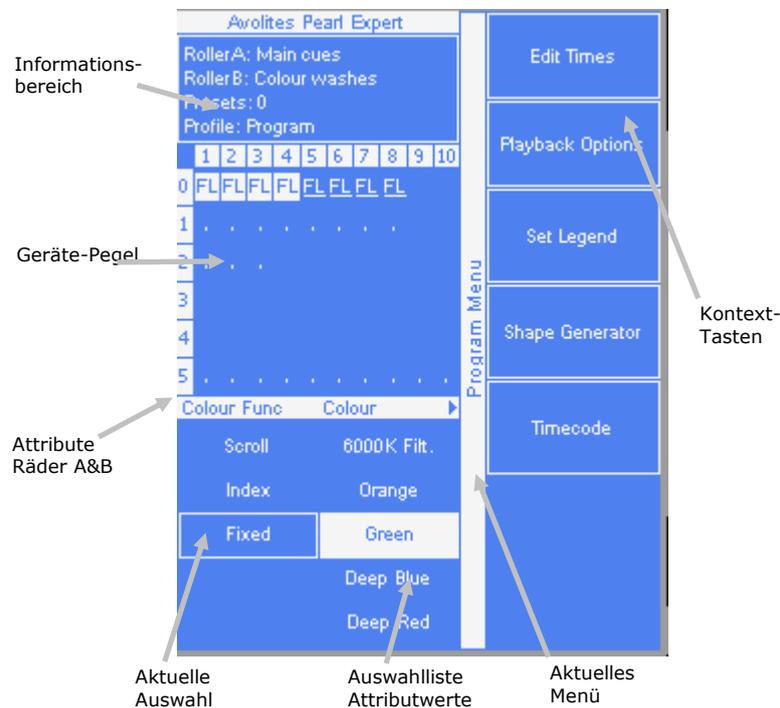 Avolites Pearl Expert
RollerA: Main cues
RollerB: Colour washes
Presets: 0
Profile: Program
1 2 3 4 5 6 7 8 9 10
0 FL FL FL FL FL FL FL FL
1 . . . . . . . .
2 . . .
3
4
5 . . . . . . . . . .
Colour Func Colour
Scroll 6000K Filt.
Index Orange
Fixed Green
Deep Blue
Deep Red
Program Menu
Edit Times
Playback Options
Set Legend
Shape Generator
Timecode
Informations-
bereich
Geräte-Pegel
Attribute
Räder A&B
Kontext-
Tasten
Aktuelle
Auswahl
Auswahlliste
Attributwerte
Aktuelles
Menü